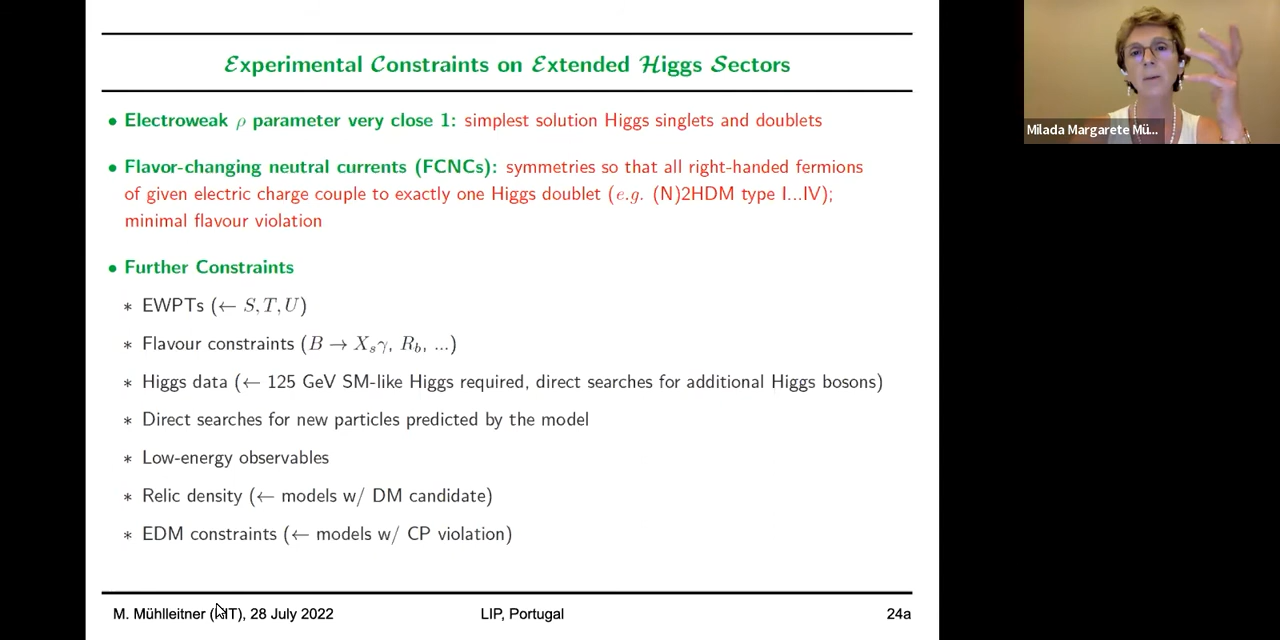 Experimental Constraints on Extended Higgs Sectors
• Electroweak ρ parameter very close 1: simplest solution Higgs singlets and doublets
• Flavor-changing neutral currents (FCNCs): symmetries so that all right-handed fermions
of given electric charge couple to exactly one Higgs doublet (e.g. (N)2HDM type I...IV);
minimal flavour violation
• Further Constraints
∗ EWPTs (← S, T, U)
∗ Flavour constraints (B → Xsγ, Rb, ...)
∗ Higgs data (← 125 GeV SM-like Higgs required, direct searches for additional Higgs bosons)
∗ Direct searches for new particles predicted by the model
∗ Low-energy observables
∗ Relic density (← models w/ DM candidate)
∗ EDM constraints (← models w/ CP violation)
M. Mühlleitner (KIT), 28 July 2022
LIP, Portugal
24a
Milada Margarete Mü...